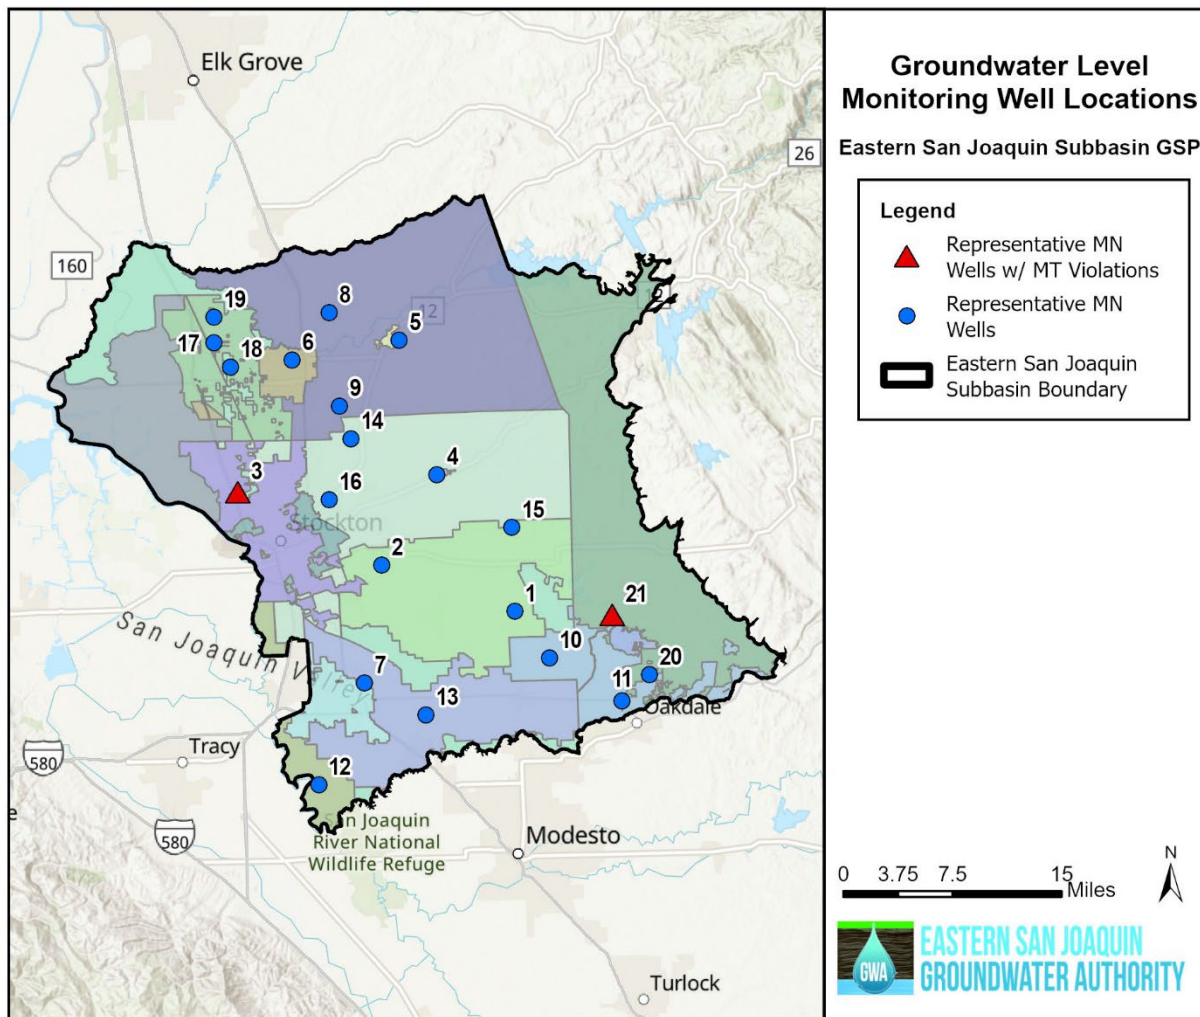 Elk Grove
160
26
12
12
19
8
17
18
6
5
9
14
3
4
16
Stockton
15
2
1
21
San Joaquin Valley
10
7
20
11
13
Oakdale
580
Tracy
12
580
San Joaquin
River National
Wildlife Refuge
Modesto
Turlock
e
Groundwater Level
Monitoring Well Locations
Eastern San Joaquin Subbasin GSP
Legend
Representative MN
Wells w/ MT Violations
Representative MN
Wells
Eastern San Joaquin
Subbasin Boundary
N
0 3.75 7.5 15
Miles
GWA
EASTERN SAN JOAQUIN
GROUNDWATER AUTHORITY